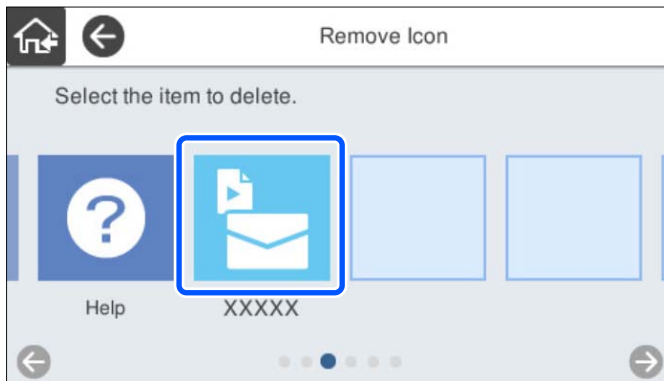 Remove Icon
Select the item to delete.
?
Help
XXXXX